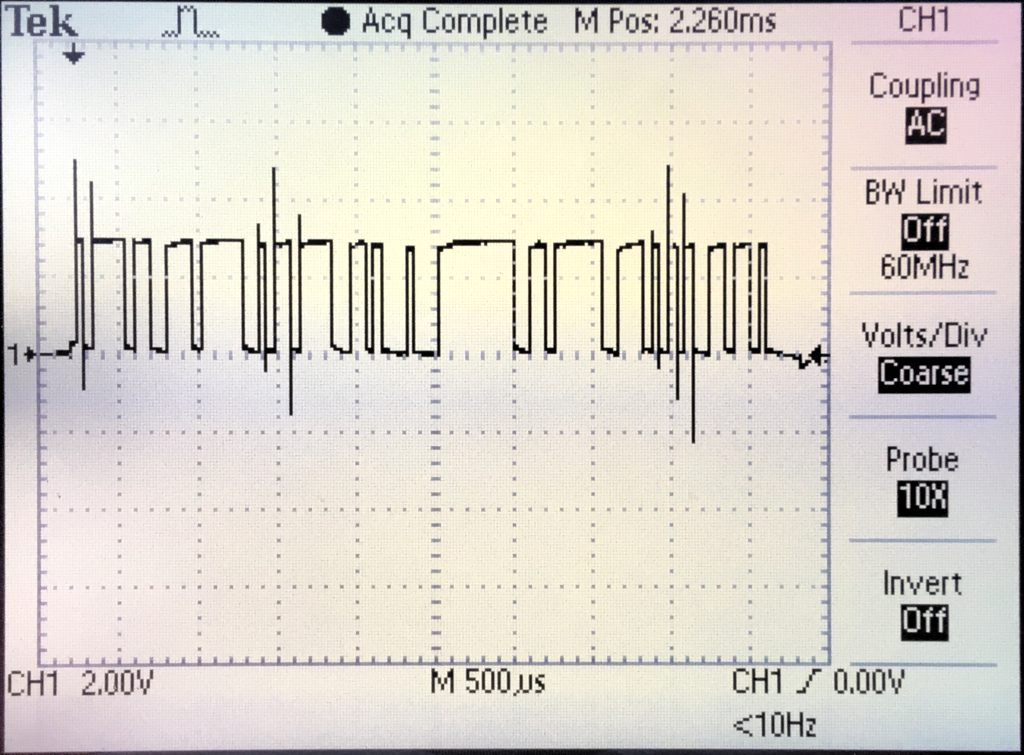 Tek Acq Complete M Pos: 2.260ms CH1
Coupling
AC
BW Limit
Off
60MHz
Volts/Div
Coarse
Probe
10X
Invert
Off
1
CH1 2.00V M 500µs CH1 0.00V
<10Hz